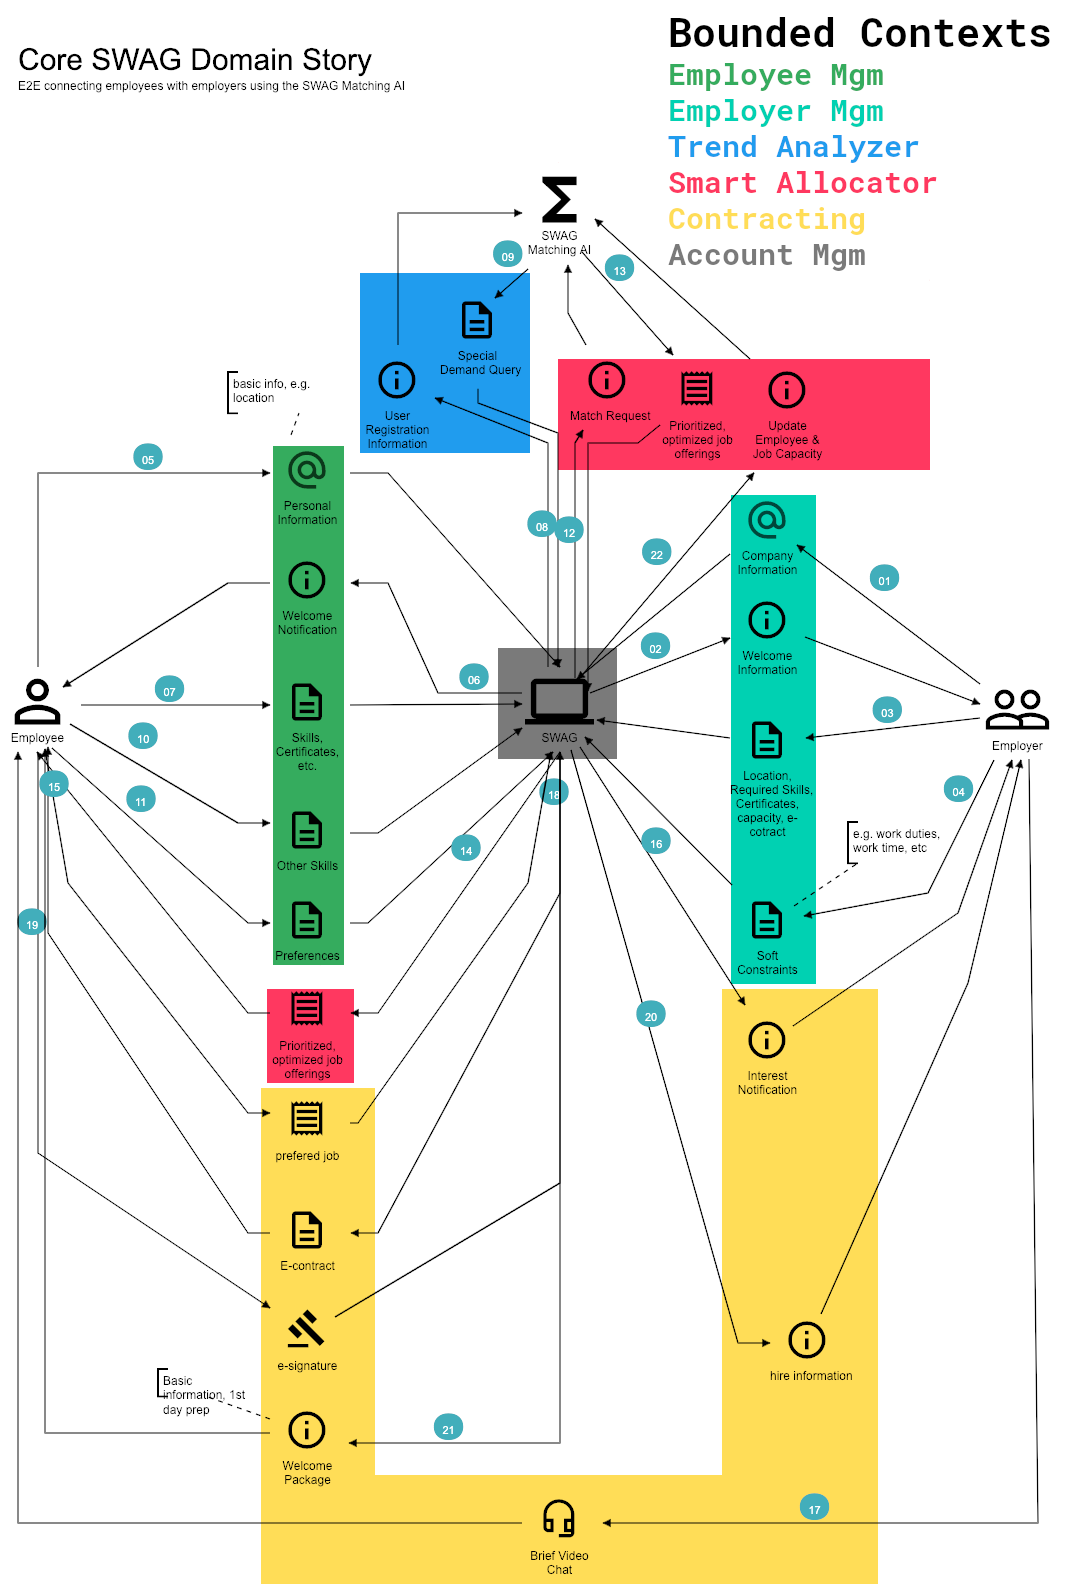 Core SWAG Domain Story
E2E connecting employees with employers using the SWAG Matching AI
Bounded Contexts
Employee Mgm
Employer Mgm
Trend Analyzer
Smart Allocator
Contracting
Account Mgm
SWAG
Matching AI
09
13
Special
Demand Query
User
Registration
Information
Match Request
Prioritized,
optimized job
offerings
Update
Employee &
Job Capacity
basic info, e.g.
location
05
Personal
Information
08
12
22
Company
Information
01
Welcome
Notification
02
Welcome
Information
06
07
03
Employee
10
Skills,
Certificates,
etc.
SWAG
Employer
15
11
18
Location,
Required Skills,
Certificates,
capacity, e-
cotract
04
14
16
e.g. work duties,
work time, etc
Other Skills
19
Preferences
Soft
Constraints
20
Prioritized,
optimized job
offerings
Interest
Notification
prefered job
E-contract
e-signature
hire information
Basic
information, 1st
day prep
21
Welcome
Package
17
Brief Video
Chat